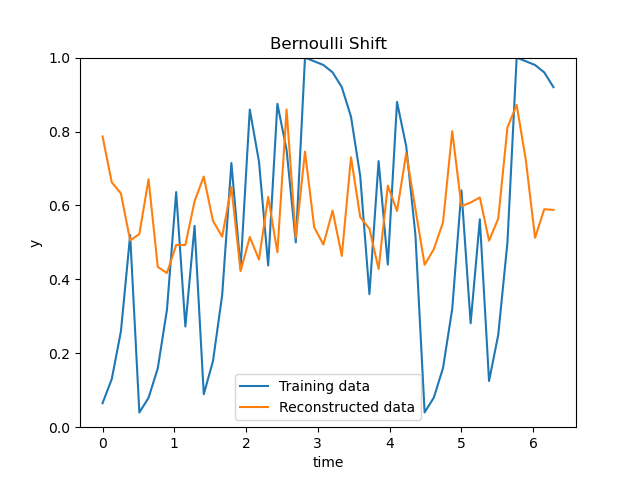 Bernoulli Shift
1.0
0.8
0.6
0.4
0.2
0.0
y
Training data
Reconstructed data
0 1 2 3 4 5 6
time